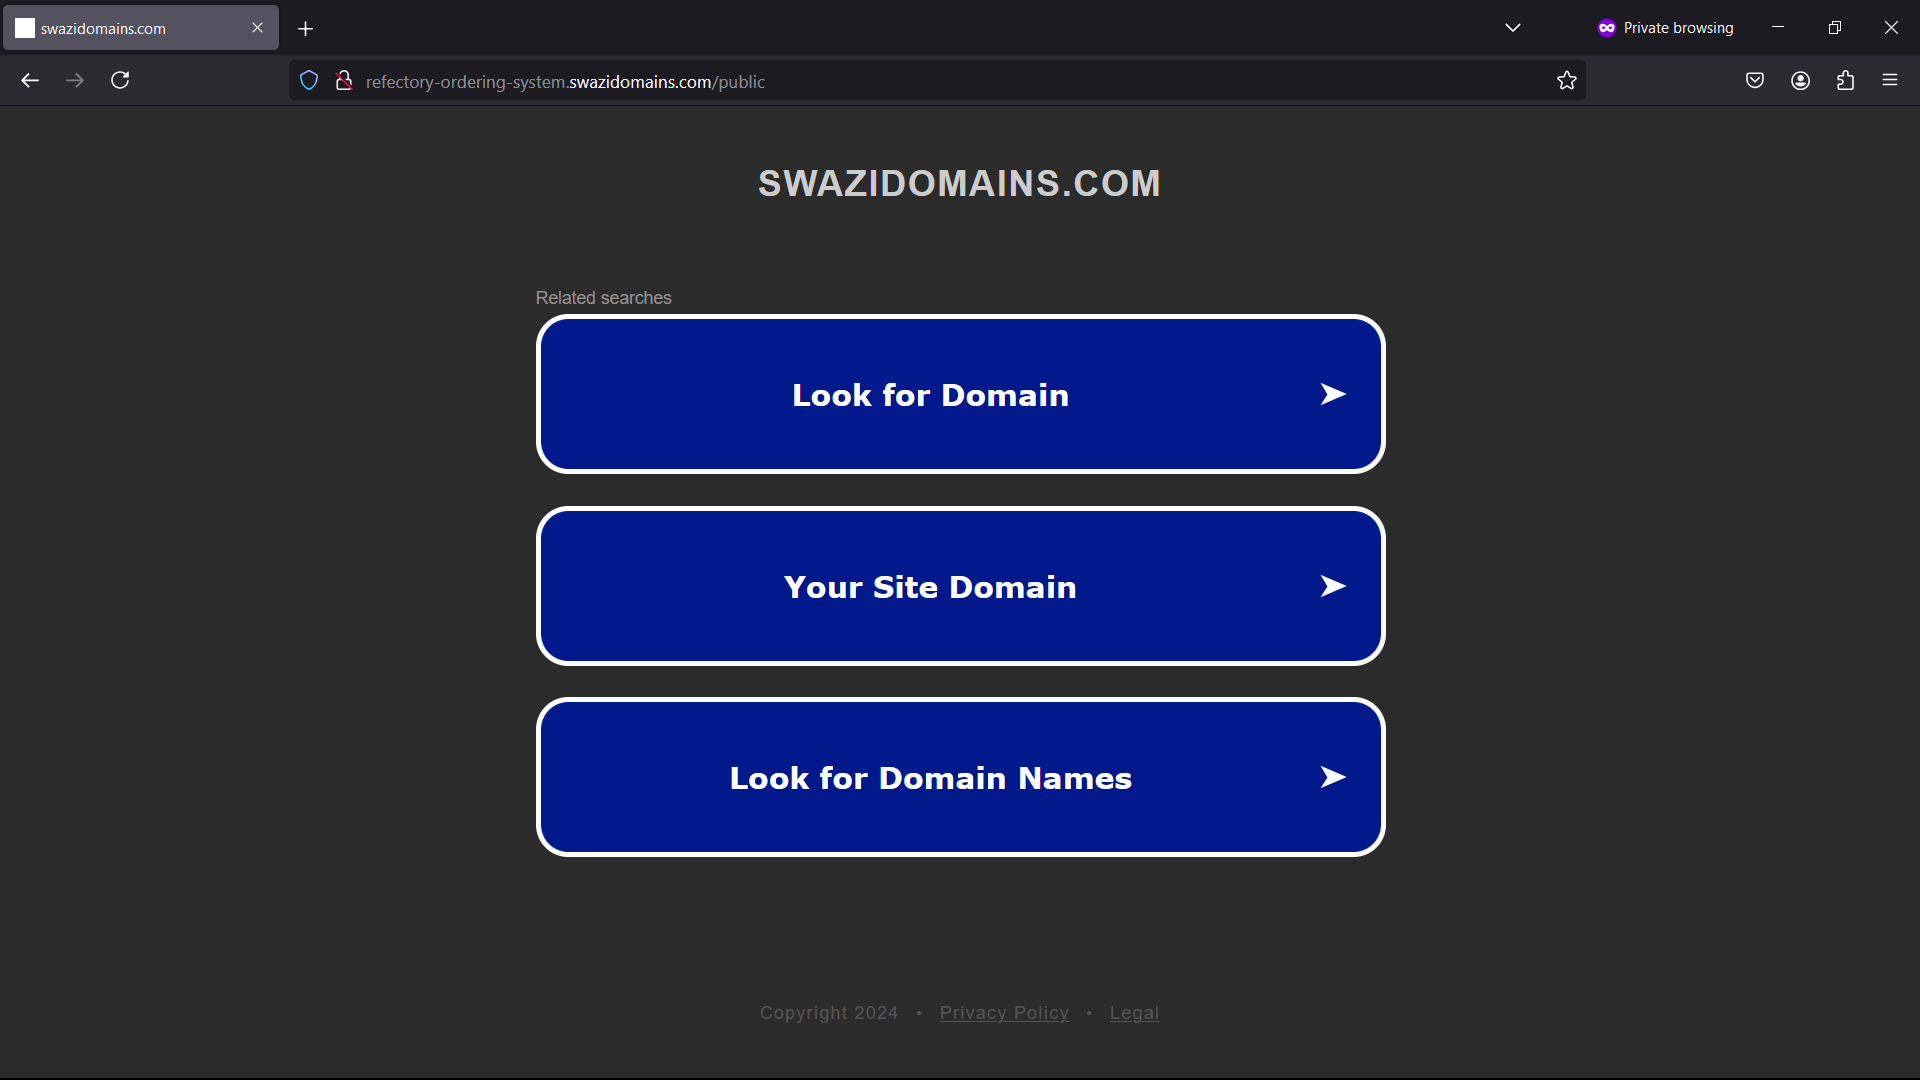 swazidomains.com
Private browsing
refectory-ordering-system.swazidomains.com/public
SWAZIDOMAINS.COM
Related searches
Look for Domain
Your Site Domain
Look for Domain Names
Copyright 2024 • Privacy Policy • Legal